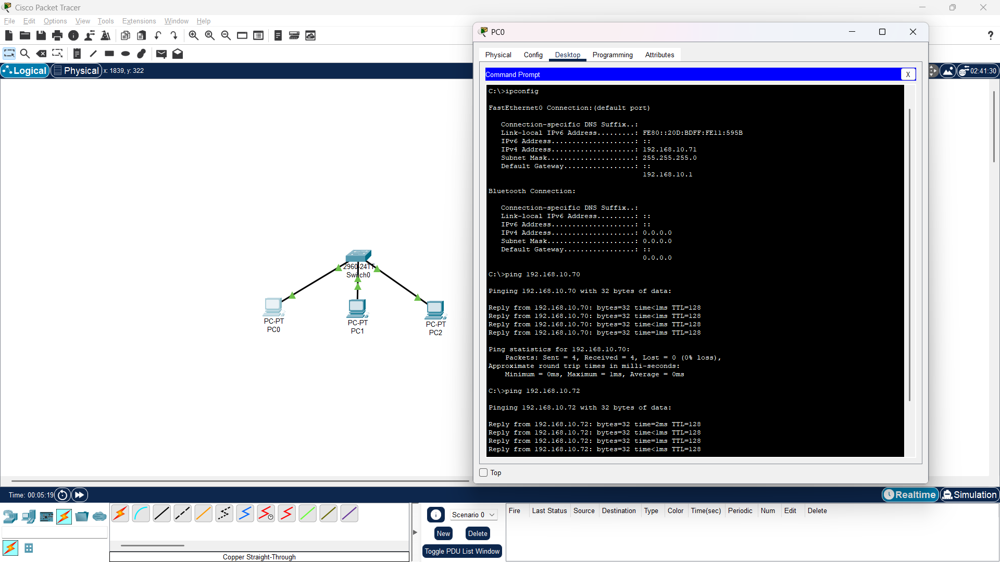 Cisco Packet Tracer
File Edit Options View Tools Extensions Window Help
Logical Physical x: 1839, y: 322
02:41:30
2960-24TT
Switch0
PC-PT
PC0
PC-PT
PC1
PC-PT
PC2
PC0
Physical Config Desktop Programming Attributes
Command Prompt
X
C:\>ipconfig
FastEthernet0 Connection:(default port)
Connection-specific DNS Suffix..:
Link-local IPv6 Address.........: FE80::20D:BDFF:FE11:595B
IPv6 Address....................: ::
IPv4 Address....................: 192.168.10.71
Subnet Mask.....................: 255.255.255.0
Default Gateway.................: ::
192.168.10.1
Bluetooth Connection:
Connection-specific DNS Suffix..:
Link-local IPv6 Address.........: ::
IPv6 Address....................: ::
IPv4 Address....................: 0.0.0.0
Subnet Mask.....................: 0.0.0.0
Default Gateway.................: ::
0.0.0.0
C:\>ping 192.168.10.70
Pinging 192.168.10.70 with 32 bytes of data:
Reply from 192.168.10.70: bytes=32 time<1ms TTL=128
Reply from 192.168.10.70: bytes=32 time<1ms TTL=128
Reply from 192.168.10.70: bytes=32 time<1ms TTL=128
Reply from 192.168.10.70: bytes=32 time=1ms TTL=128
Ping statistics for 192.168.10.70:
Packets: Sent = 4, Received = 4, Lost = 0 (0% loss),
Approximate round trip times in milli-seconds:
Minimum = 0ms, Maximum = 1ms, Average = 0ms
C:\>ping 192.168.10.72
Pinging 192.168.10.72 with 32 bytes of data:
Reply from 192.168.10.72: bytes=32 time=2ms TTL=128
Reply from 192.168.10.72: bytes=32 time<1ms TTL=128
Reply from 192.168.10.72: bytes=32 time=1ms TTL=128
Reply from 192.168.10.72: bytes=32 time<1ms TTL=128
Top
Time: 00:05:19
Realtime Simulation
Scenario 0
New Delete
Toggle PDU List Window
Fire Last Status Source Destination Type Color Time(sec) Periodic Num Edit Delete
Copper Straight-Through